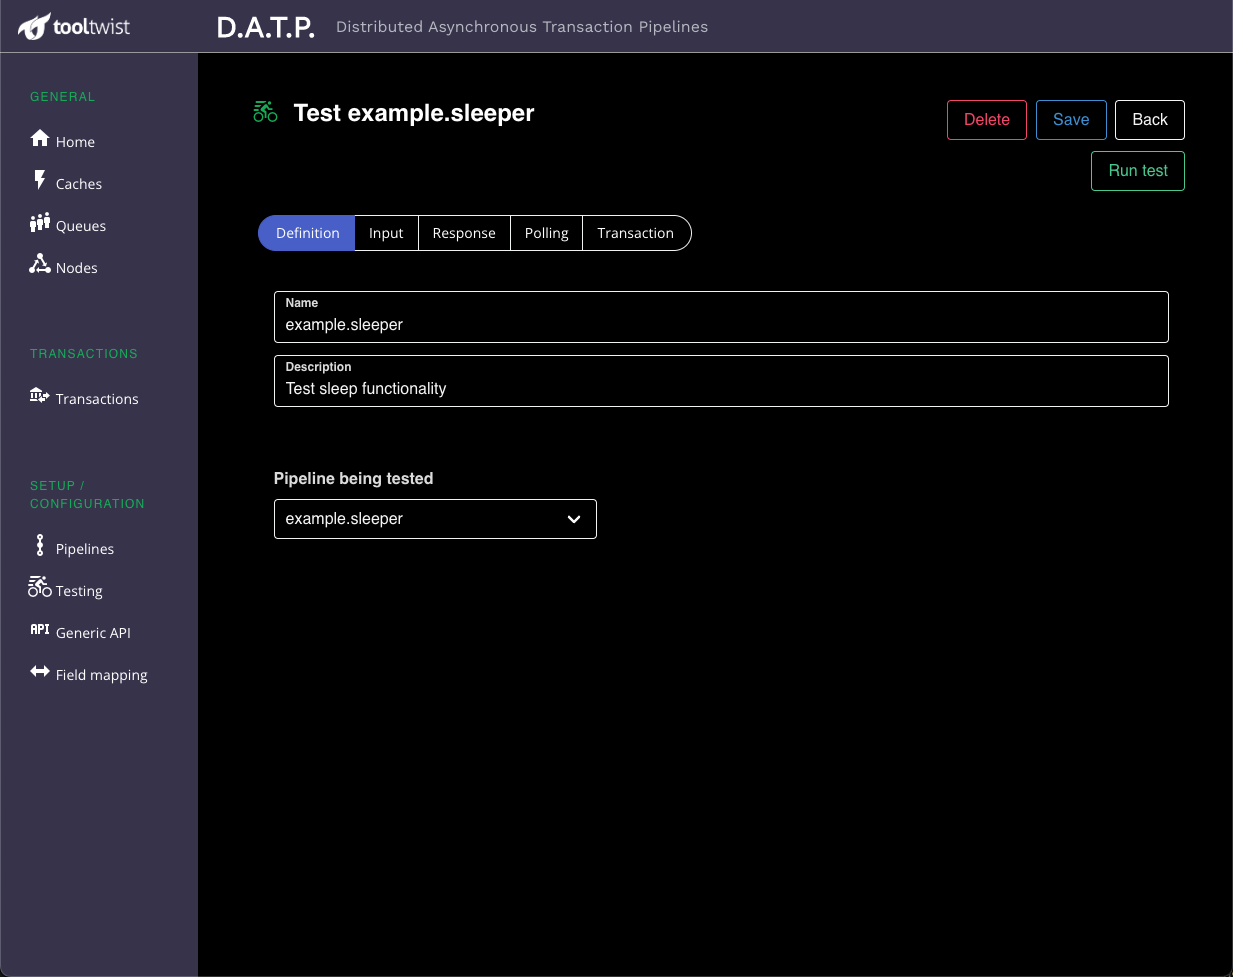 tooltwist
D.A.T.P. Distributed Asynchronous Transaction Pipelines
GENERAL
Home
Caches
Queues
Nodes
TRANSACTIONS
Transactions
SETUP /
CONFIGURATION
Pipelines
Testing
API Generic API
Field mapping
Test example.sleeper
Delete Save Back
Run test
Definition Input Response Polling Transaction
Name
example.sleeper
Description
Test sleep functionality
Pipeline being tested
example.sleeper